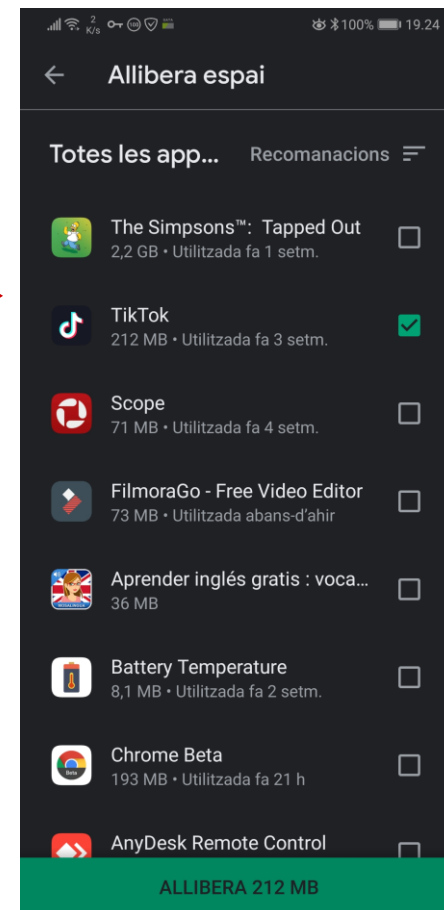 2
K/s
100% 19.24
Allibera espai
Totes les app... Recomanacions
The Simpsons™: Tapped Out
2,2 GB • Utilitzada fa 1 setm.
TikTok
212 MB • Utilitzada fa 3 setm.
Scope
71 MB • Utilitzada fa 4 setm.
FilmoraGo - Free Video Editor
73 MB • Utilitzada abans-d’ahir
Aprender inglés gratis : voca...
36 MB
Battery Temperature
8,1 MB • Utilitzada fa 2 setm.
Chrome Beta
Beta
193 MB • Utilitzada fa 21 h
AnyDesk Remote Control
ALLIBERA 212 MB